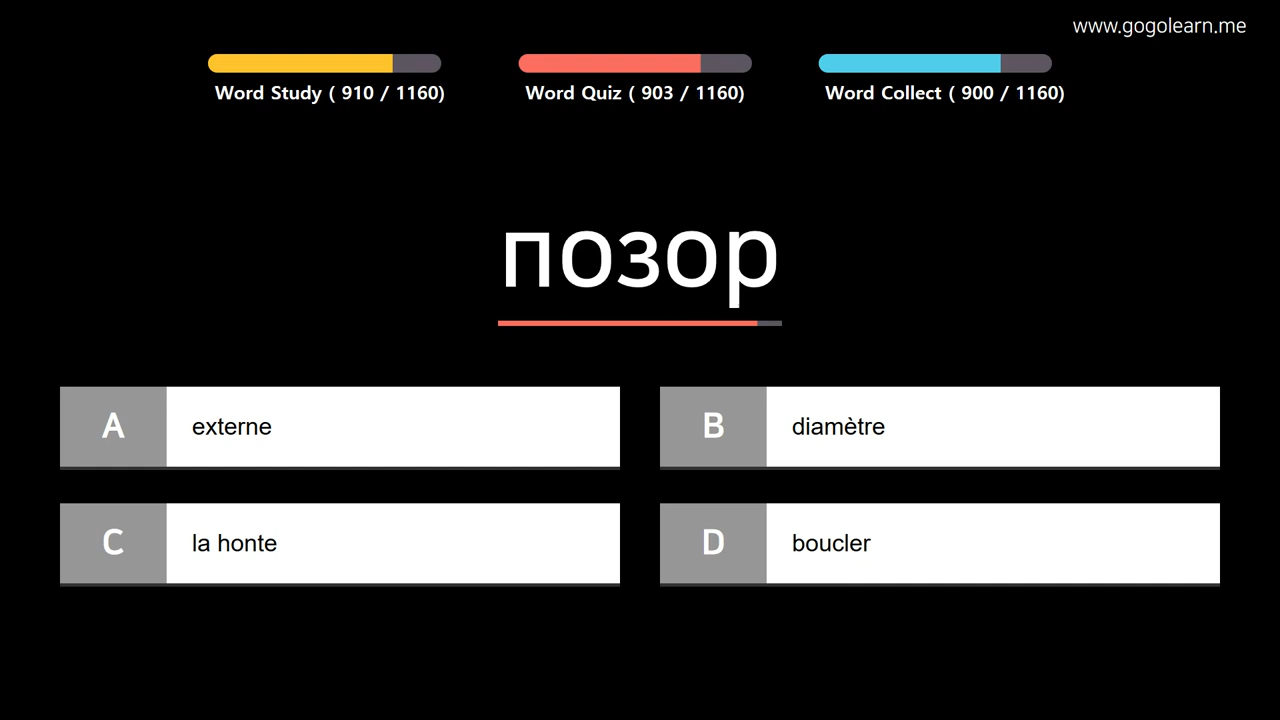 www.gogolearn.me
Word Study ( 910 / 1160)
Word Quiz ( 903 / 1160)
Word Collect ( 900 / 1160)
позор
A externe
B diamètre
C la honte
D boucler